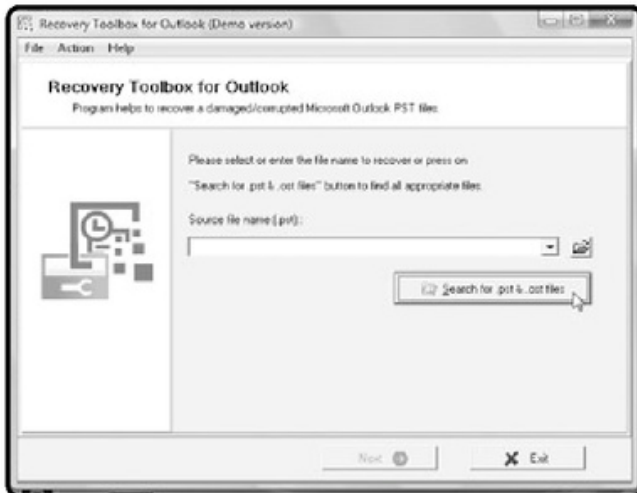 Recovery Toolbox for Outlook (Demo version)
File Action Help
Recovery Toolbox for Outlook
Program helps to recover a damaged/corrupted Microsoft Outlook PST files.
Please select or enter the file name to recover or press on
"Search for .pst & .ost files" button to find all appropriate files.
Source file name(.pst):
Search for .pst & .ost files
Next
Exit